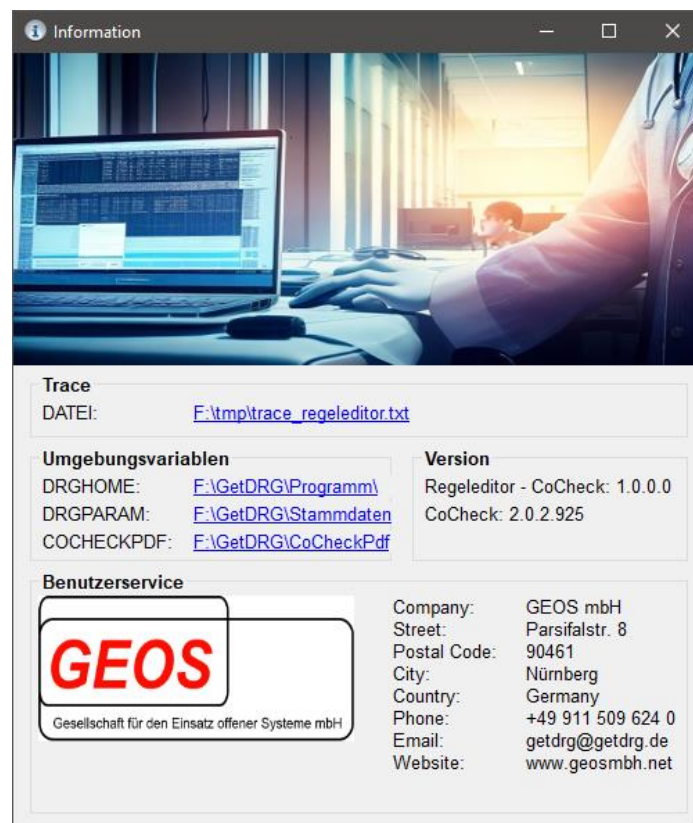 Information
Trace
DATEI: F:\tmp\trace_regeleditor.txt
Umgebungsvariablen
DRGHOME: F:\GetDRG\Programm\
DRGPARAM: F:\GetDRG\Stammdaten
COCHECKPDF: F:\GetDRG\CoCheckPdf
Version
Regeleditor - CoCheck: 1.0.0.0
CoCheck: 2.0.2.925
Benutzerservice
GEOS
Gesellschaft für den Einsatz offener Systeme mbH
Company: GEOS mbH
Street: Parsifalstr. 8
Postal Code: 90461
City: Nürnberg
Country: Germany
Phone: +49 911 509 624 0
Email: getdrg@getdrg.de
Website: www.geosmbh.net